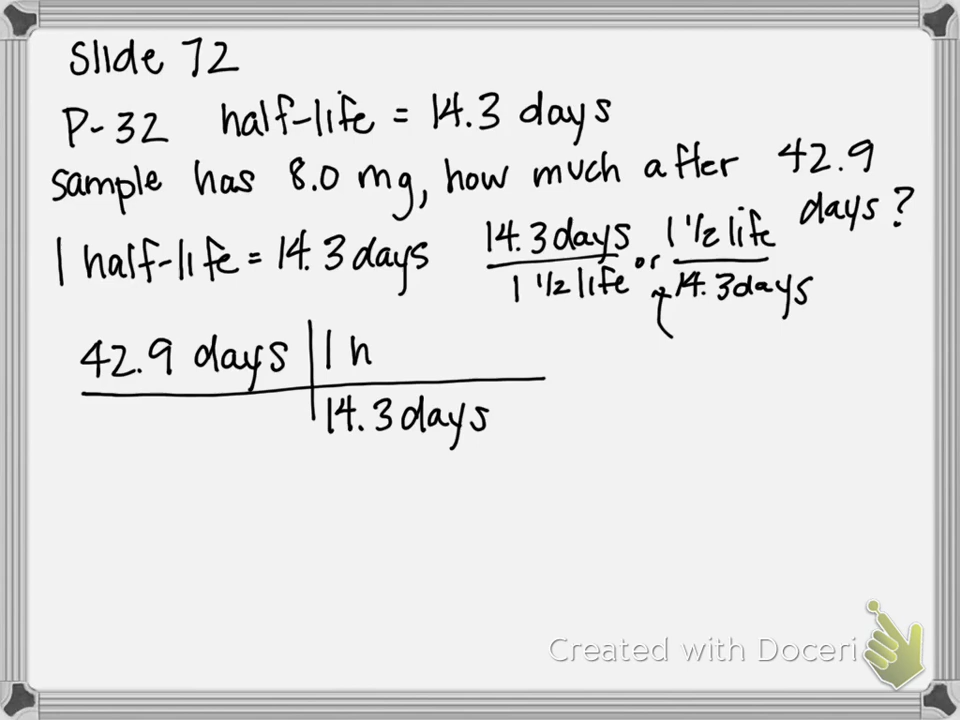 Slide 72
P-32 half-life = 14.3 days
sample has 8.0 mg, how much after 42.9
days?
1 half-life = 14.3 days
14.3 days
1 1/2 life
or
1 1/2 life
14.3 days
42.9 days | 1 h
14.3 days
Created with Doceri